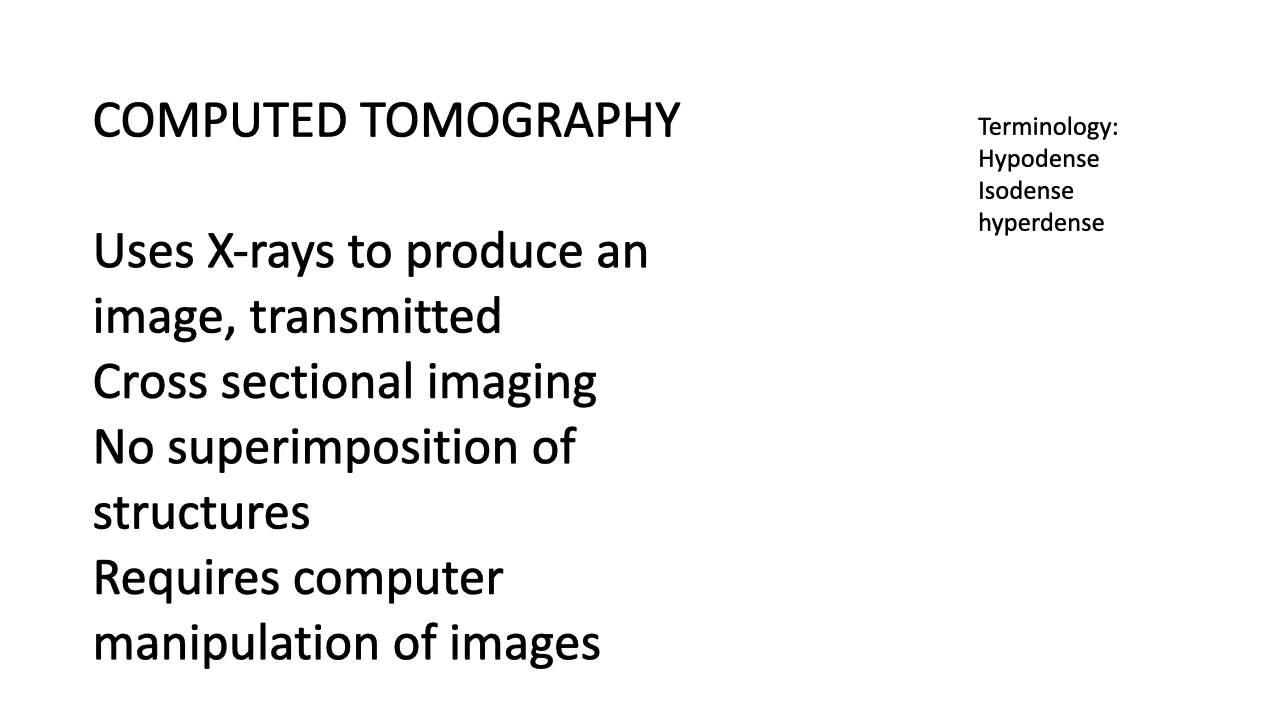 COMPUTED TOMOGRAPHY
Uses X-rays to produce an
image, transmitted
Cross sectional imaging
No superimposition of
structures
Requires computer
manipulation of images
Terminology:
Hypodense
Isodense
hyperdense